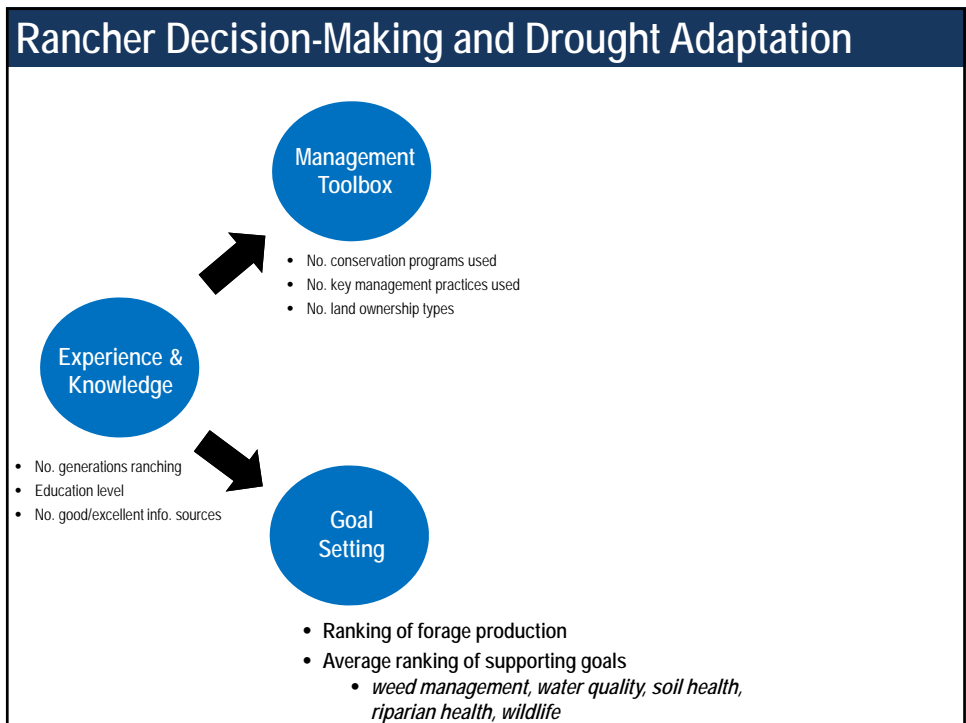 Rancher Decision-Making and Drought Adaptation
Management
Toolbox
• No. conservation programs used
• No. key management practices used
• No. land ownership types
Experience &
Knowledge
• No. generations ranching
• Education level
• No. good/excellent info. sources
Goal
Setting
• Ranking of forage production
• Average ranking of supporting goals
• weed management, water quality, soil health,
riparian health, wildlife